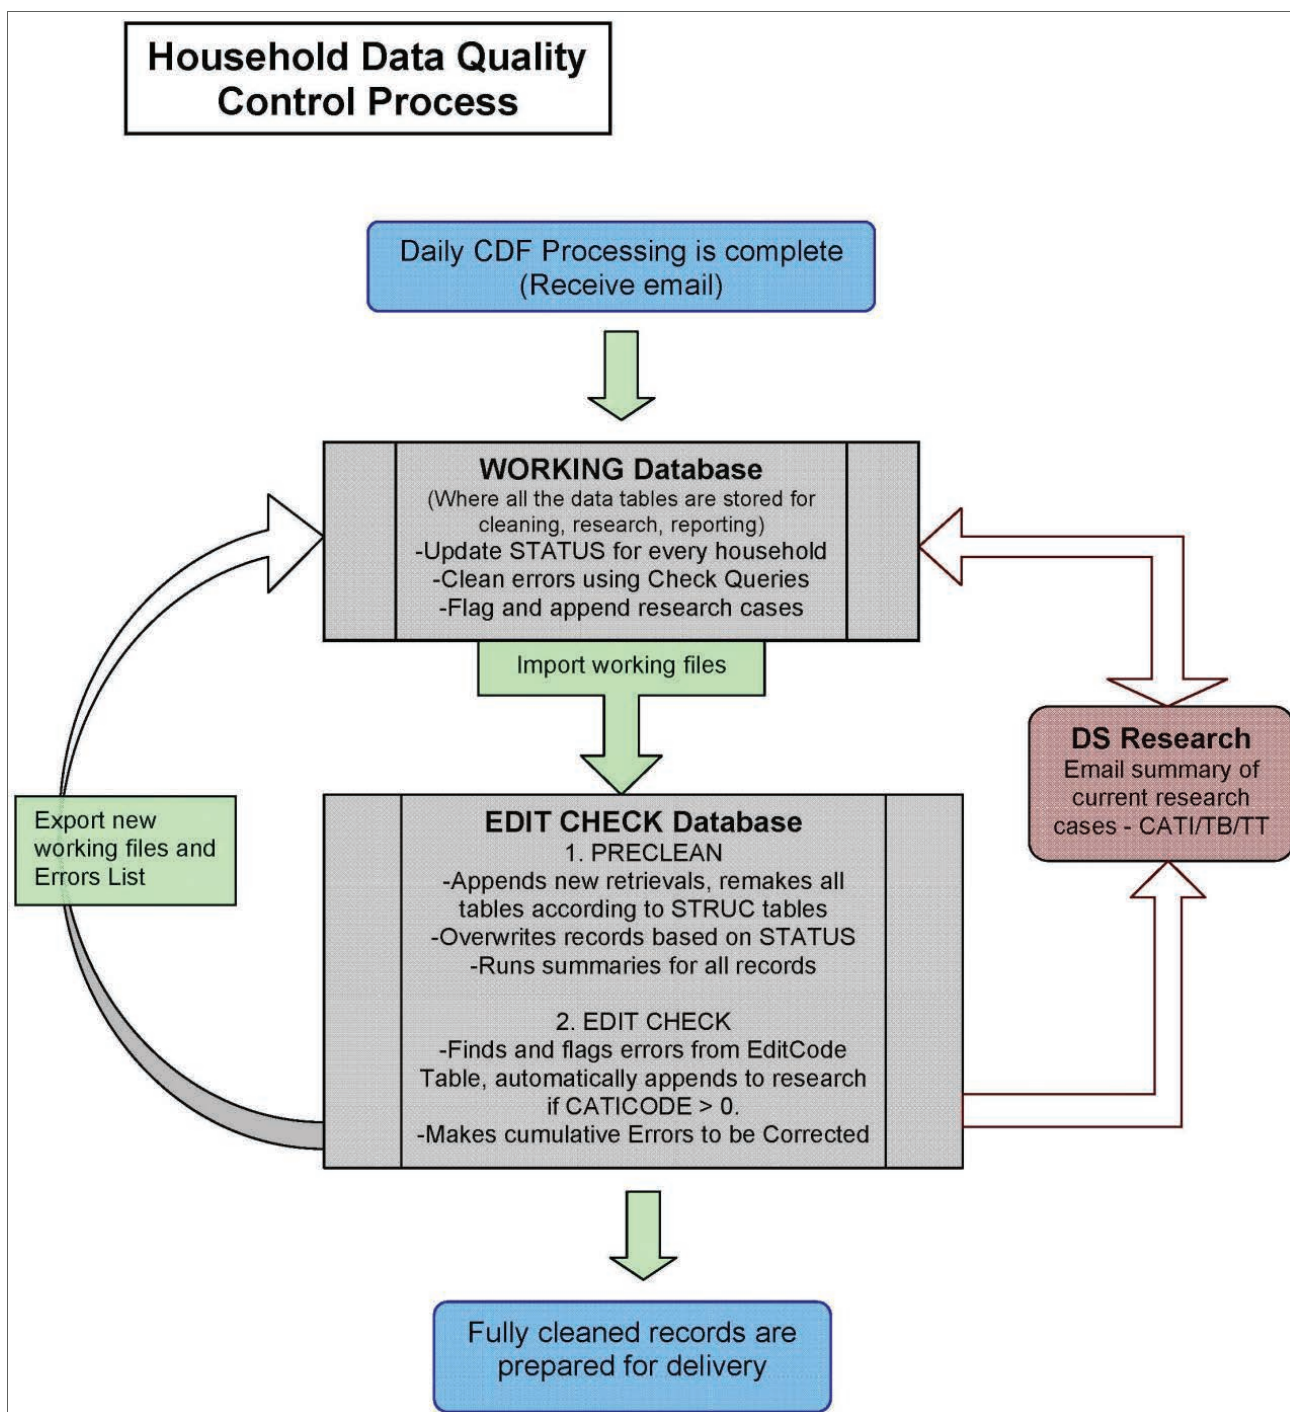 Household Data Quality
Control Process
Daily CDF Processing is complete
(Receive email)
WORKING Database
(Where all the data tables are stored for
cleaning, research, reporting)
-Update STATUS for every household
-Clean errors using Check Queries
-Flag and append research cases
Import working files
DS Research
Email summary of
current research
cases - CATI/TB/TT
Export new
working files and
Errors List
EDIT CHECK Database
1. PRECLEAN
-Appends new retrievals, remakes all
tables according to STRUC tables
-Overwrites records based on STATUS
-Runs summaries for all records
2. EDIT CHECK
-Finds and flags errors from EditCode
Table, automatically appends to research
if CATICODE > 0.
-Makes cumulative Errors to be Corrected
Fully cleaned records are
prepared for delivery